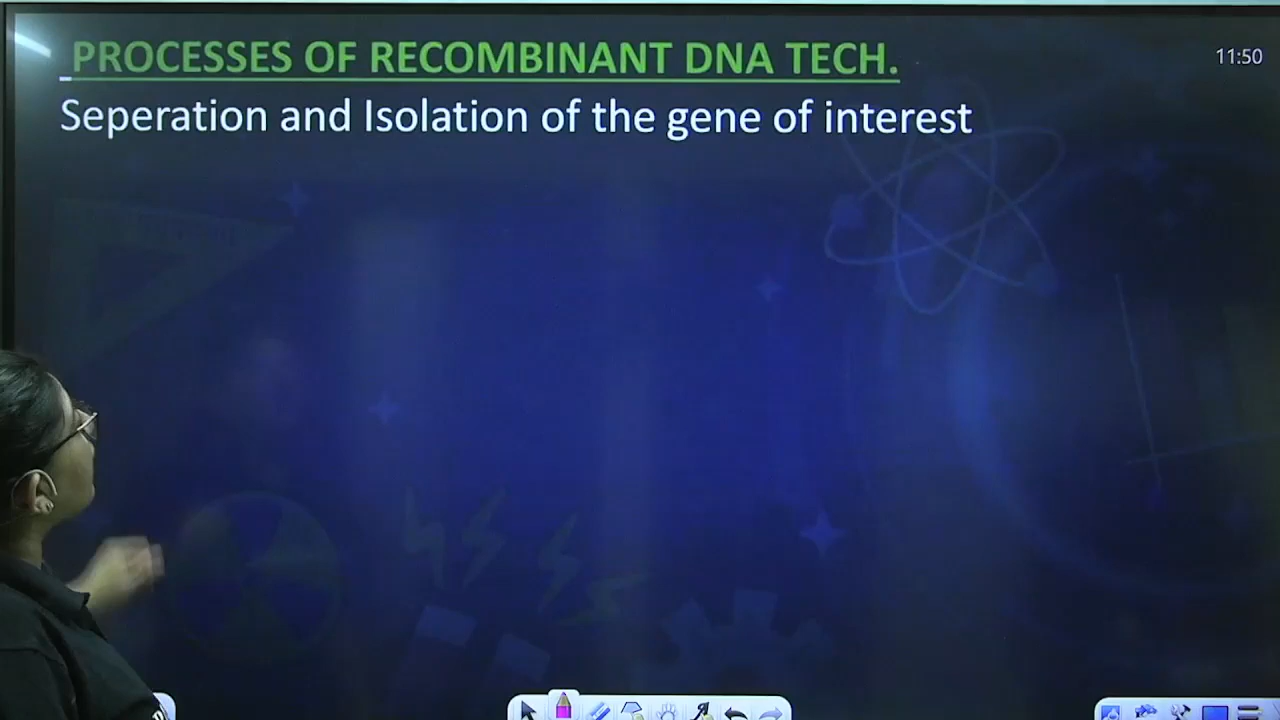 PROCESSES OF RECOMBINANT DNA TECH.
11:50
Seperation and Isolation of the gene of interest